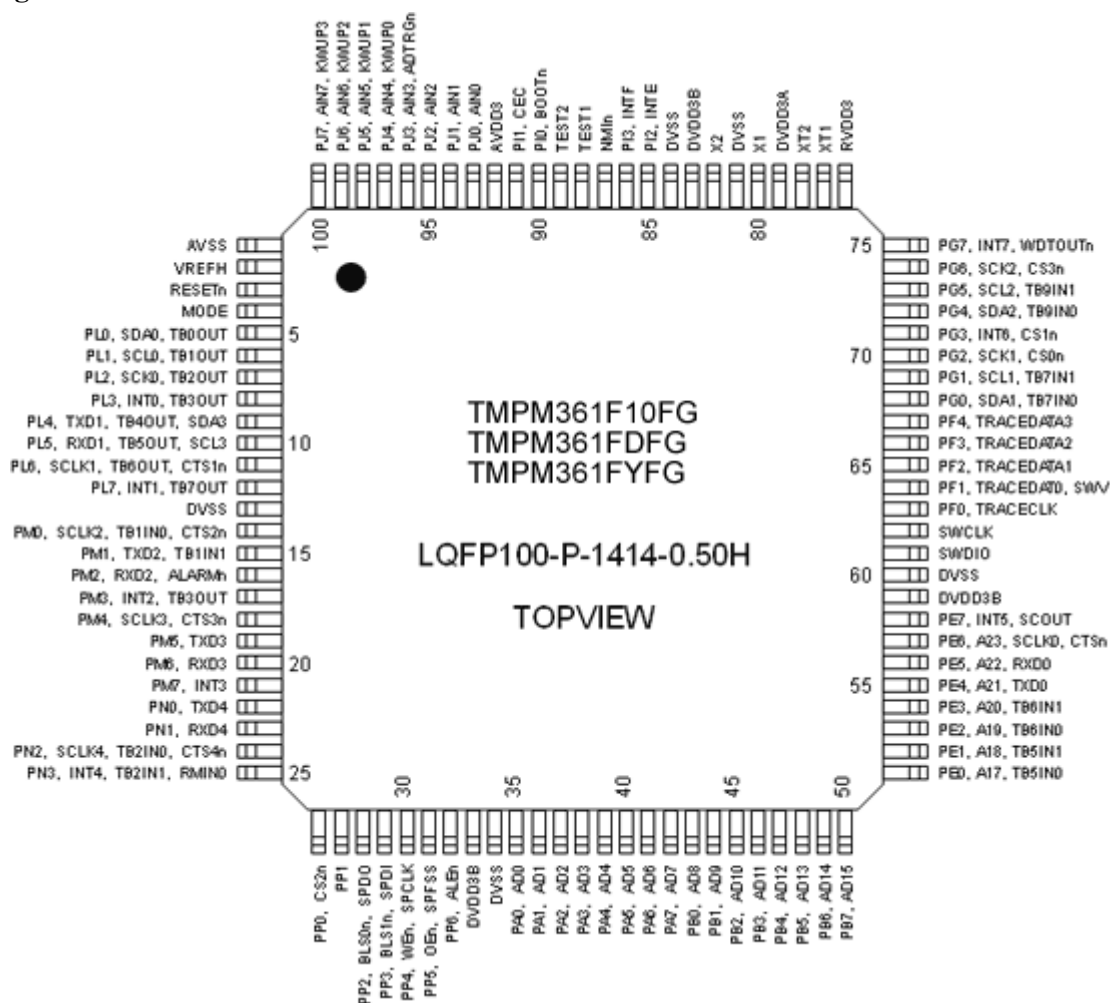 g
PJ7, AIN7, KWUP3
PJ6, AIN6, KWUP2
PJ5, AIN5, KWUP1
PJ4, AIN4, KWUP0
PJ3, AIN3, ADTRGn
PJ2, AIN2
PJ1, AIN1
PJ0, AIN0
AVDD3
PI1, CEC
PI0, BOOTn
TEST2
TEST1
NMIn
PI3, INTF
PI2, INTE
DVSS
DVDD3B
X2
DVSS
X1
DVDD3A
XT2
XT1
RVDD3
100
95
90
85
80
AVSS
VREFH
RESETn
MODE
PL0, SDA0, TB0OUT
PL1, SCL0, TB1OUT
PL2, SCK0, TB2OUT
PL3, INT0, TB3OUT
PL4, TXD1, TB4OUT, SDA3
PL5, RXD1, TB5OUT, SCL3
PL6, SCLK1, TB6OUT, CTS1n
PL7, INT1, TB7OUT
DVSS
PM0, SCLK2, TB1IN0, CTS2n
PM1, TXD2, TB1IN1
PM2, RXD2, ALARMn
PM3, INT2, TB3OUT
PM4, SCLK3, CTS3n
PM5, TXD3
PM6, RXD3
PM7, INT3
PN0, TXD4
PN1, RXD4
PN2, SCLK4, TB2IN0, CTS4n
PN3, INT4, TB2IN1, RMIN0
5
10
15
20
25
TMPM361F10FG
TMPM361FDFG
TMPM361FYFG
LQFP100-P-1414-0.50H
TOPVIEW
75
70
65
60
55
PG7, INT7, WDTOUTn
PG6, SCK2, CS3n
PG5, SCL2, TB9IN1
PG4, SDA2, TB9IN0
PG3, INT6, CS1n
PG2, SCK1, CS0n
PG1, SCL1, TB7IN1
PG0, SDA1, TB7IN0
PF4, TRACEDATA3
PF3, TRACEDATA2
PF2, TRACEDATA1
PF1, TRACEDAT0, SWV
PF0, TRACECLK
SWCLK
SWDIO
DVSS
DVDD3B
PE7, INT5, SCOUT
PE6, A23, SCLK0, CTSn
PE5, A22, RXD0
PE4, A21, TXD0
PE3, A20, TB6IN1
PE2, A19, TB6IN0
PE1, A18, TB5IN1
PE0, A17, TB5IN0
30
35
40
45
50
PP0, CS2n
PP1
PP2, BLS0n, SPDO
PP3, BLS1n, SPDI
PP4, WEn, SPCLK
PP5, OEn, SPFSS
PP6, ALEn
DVDD3B
DVSS
PA0, AD0
PA1, AD1
PA2, AD2
PA3, AD3
PA4, AD4
PA5, AD5
PA6, AD6
PA7, AD7
PB0, AD8
PB1, AD9
PB2, AD10
PB3, AD11
PB4, AD12
PB5, AD13
PB6, AD14
PB7, AD15